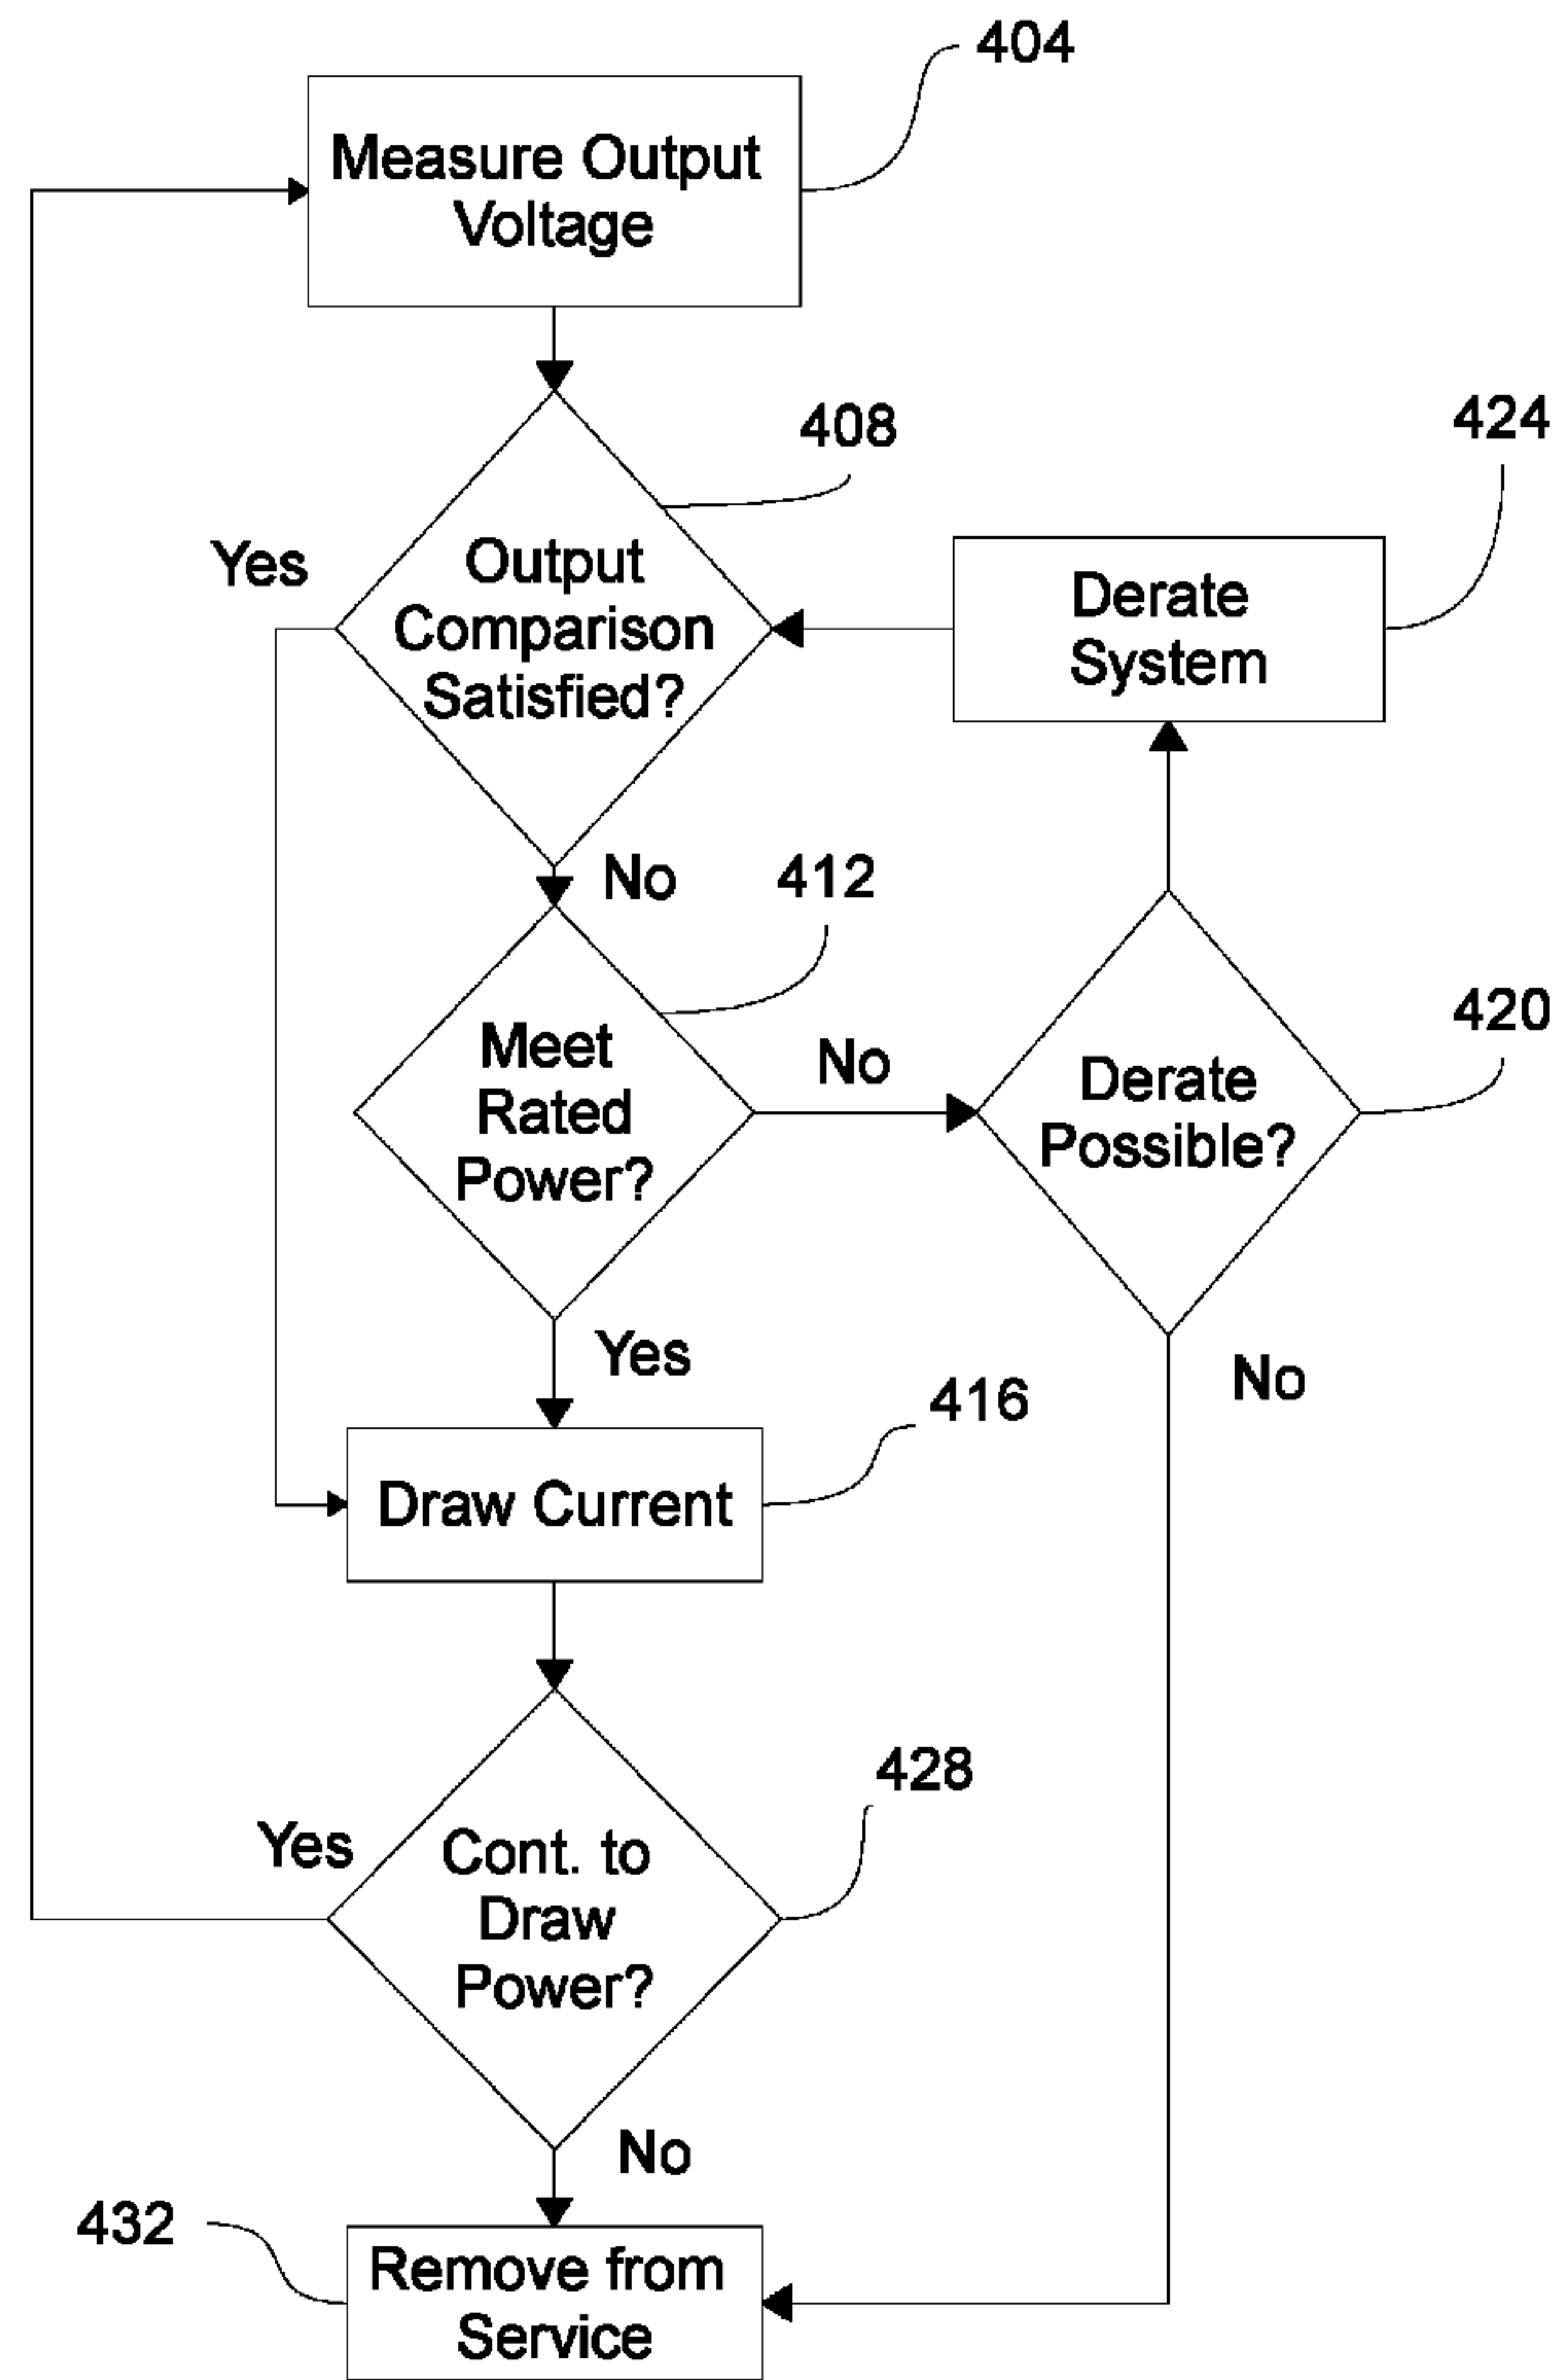 404
Measure Output
Voltage
408
424
Yes
Output
Comparison
Satisfied?
Derate
System
No
412
420
Meet
Rated
Power?
No
Derate
Possible?
Yes
No
416
Draw Current
428
Yes
Cont. to
Draw
Power?
No
432
Remove from
Service